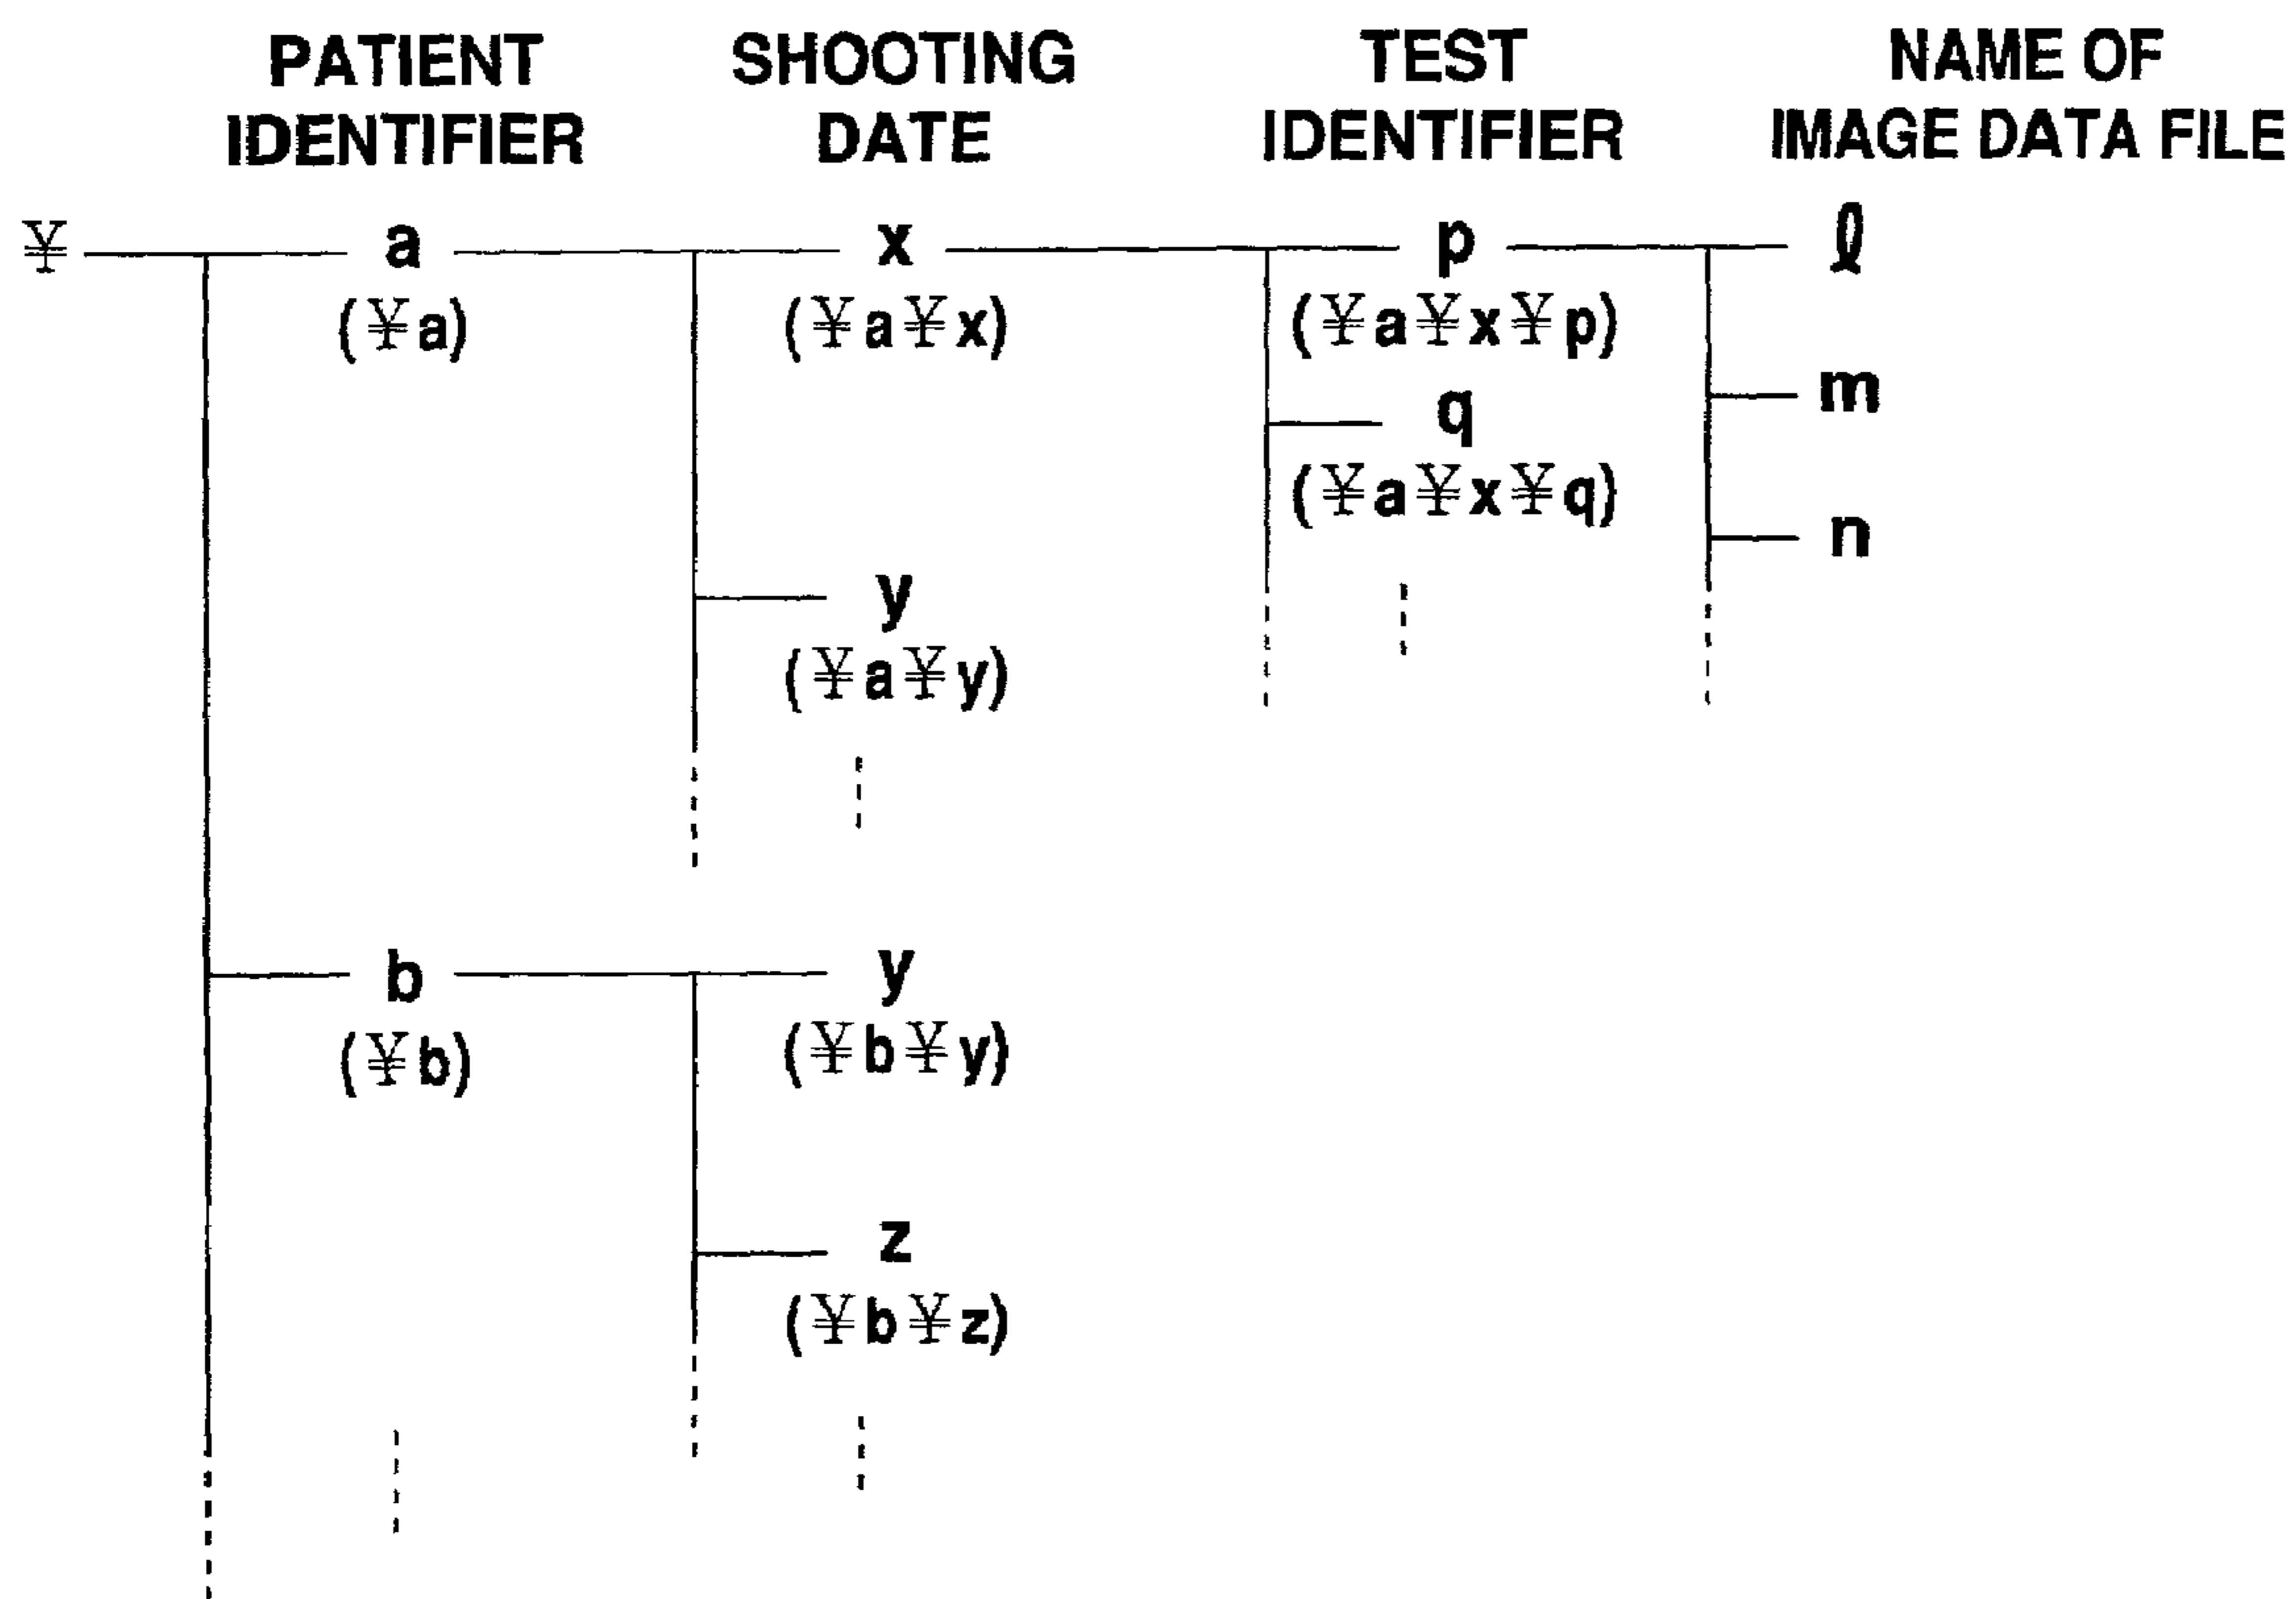 PATIENT IDENTIFIER
SHOOTING DATE
TEST IDENTIFIER
NAME OF IMAGE DATA FILE
¥ a x p ℓ
(¥a) (¥a¥x) (¥a¥x¥p)
m
q
(¥a¥x¥q)
n
y
(¥a¥y)
b y
(¥b) (¥b¥y)
z
(¥b¥z)